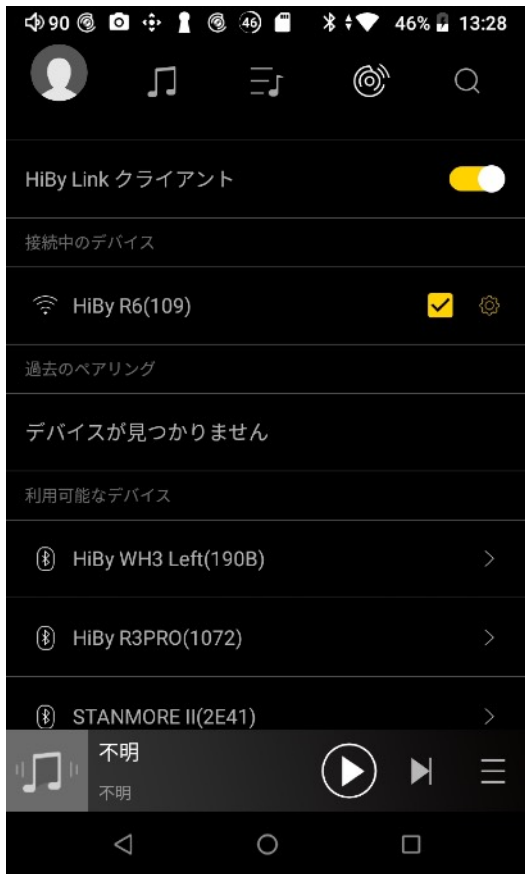 90 46 46% 13:28
HiBy Link クライアント
接続中のデバイス
HiBy R6(109)
過去のペアリング
デバイスが見つかりません
利用可能なデバイス
HiBy WH3 Left(190B)
HiBy R3PRO(1072)
STANMORE II(2E41)
不明
不明